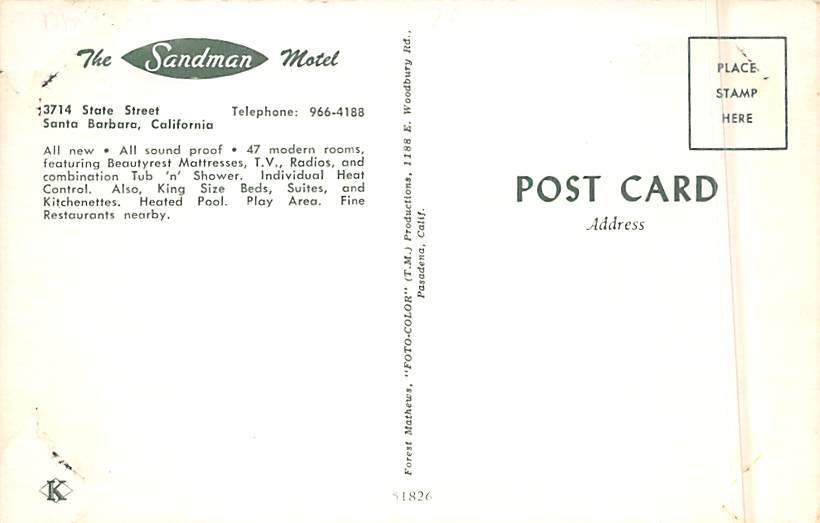 The Sandman Motel
3714 State Street Telephone: 966-4188
Santa Barbara, California
All new • All sound proof • 47 modern rooms,
featuring Beautyrest Mattresses, T.V., Radios, and
combination Tub 'n' Shower. Individual Heat
Control. Also, King Size Beds, Suites, and
Kitchenettes. Heated Pool. Play Area. Fine
Restaurants nearby.
K
Forest Mathews, "FOTO-COLOR" (T.M.) Productions, 1188 E. Woodbury Rd.,
Pasadena, Calif.
51826
PLACE
STAMP
HERE
POST CARD
Address